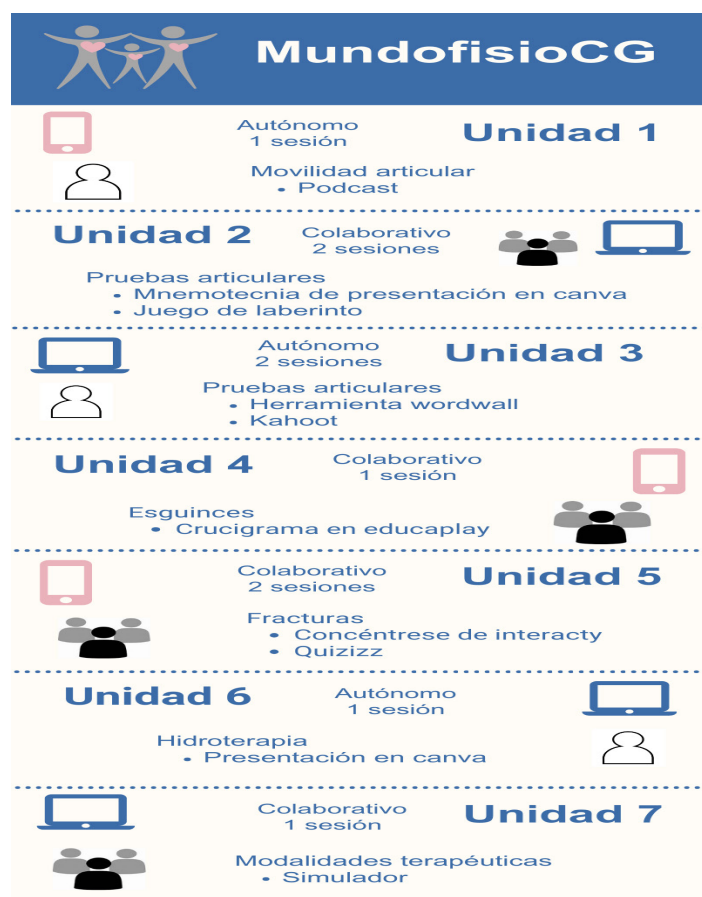 MundofisioCG
Autónomo
1 sesión
Unidad 1
Movilidad articular
• Podcast
Unidad 2
Colaborativo
2 sesiones
Pruebas articulares
• Mnemotecnia de presentación en canva
• Juego de laberinto
Autónomo
2 sesiones
Unidad 3
Pruebas articulares
• Herramienta wordwall
• Kahoot
Unidad 4
Colaborativo
1 sesión
Esguinces
• Crucigrama en educaplay
Colaborativo
2 sesiones
Unidad 5
Fracturas
• Concéntrese de interacty
• Quizizz
Unidad 6
Autónomo
1 sesión
Hidroterapia
• Presentación en canva
Colaborativo
1 sesión
Unidad 7
Modalidades terapéuticas
• Simulador